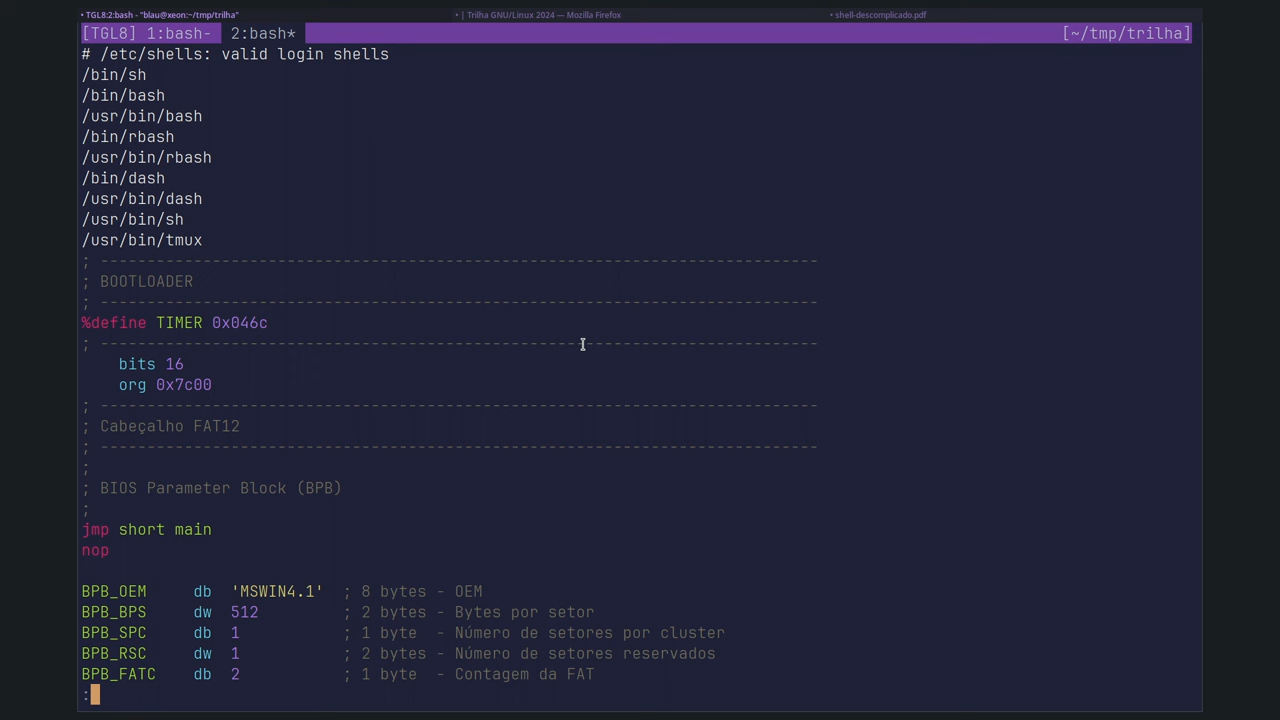 • TGL8:2:bash - "blau@xeon:~/tmp/trilha"
• | Trilha GNU/Linux 2024 — Mozilla Firefox
• shell-descomplicado.pdf
[TGL8] 1:bash- 2:bash* [~/tmp/trilha]
# /etc/shells: valid login shells
/bin/sh
/bin/bash
/usr/bin/bash
/bin/rbash
/usr/bin/rbash
/bin/dash
/usr/bin/dash
/usr/bin/sh
/usr/bin/tmux
; -----------------------------------------------------------------------------
; BOOTLOADER
; -----------------------------------------------------------------------------
%define TIMER 0x046c
; -----------------------------------------------------------------------------
    bits 16
    org 0x7c00
; -----------------------------------------------------------------------------
; Cabeçalho FAT12
; -----------------------------------------------------------------------------
;
; BIOS Parameter Block (BPB)
;
jmp short main
nop
BPB_OEM     db  'MSWIN4.1'  ; 8 bytes - OEM
BPB_BPS     dw  512         ; 2 bytes - Bytes por setor
BPB_SPC     db  1           ; 1 byte  - Número de setores por cluster
BPB_RSC     dw  1           ; 2 bytes - Número de setores reservados
BPB_FATC    db  2           ; 1 byte  - Contagem da FAT
: